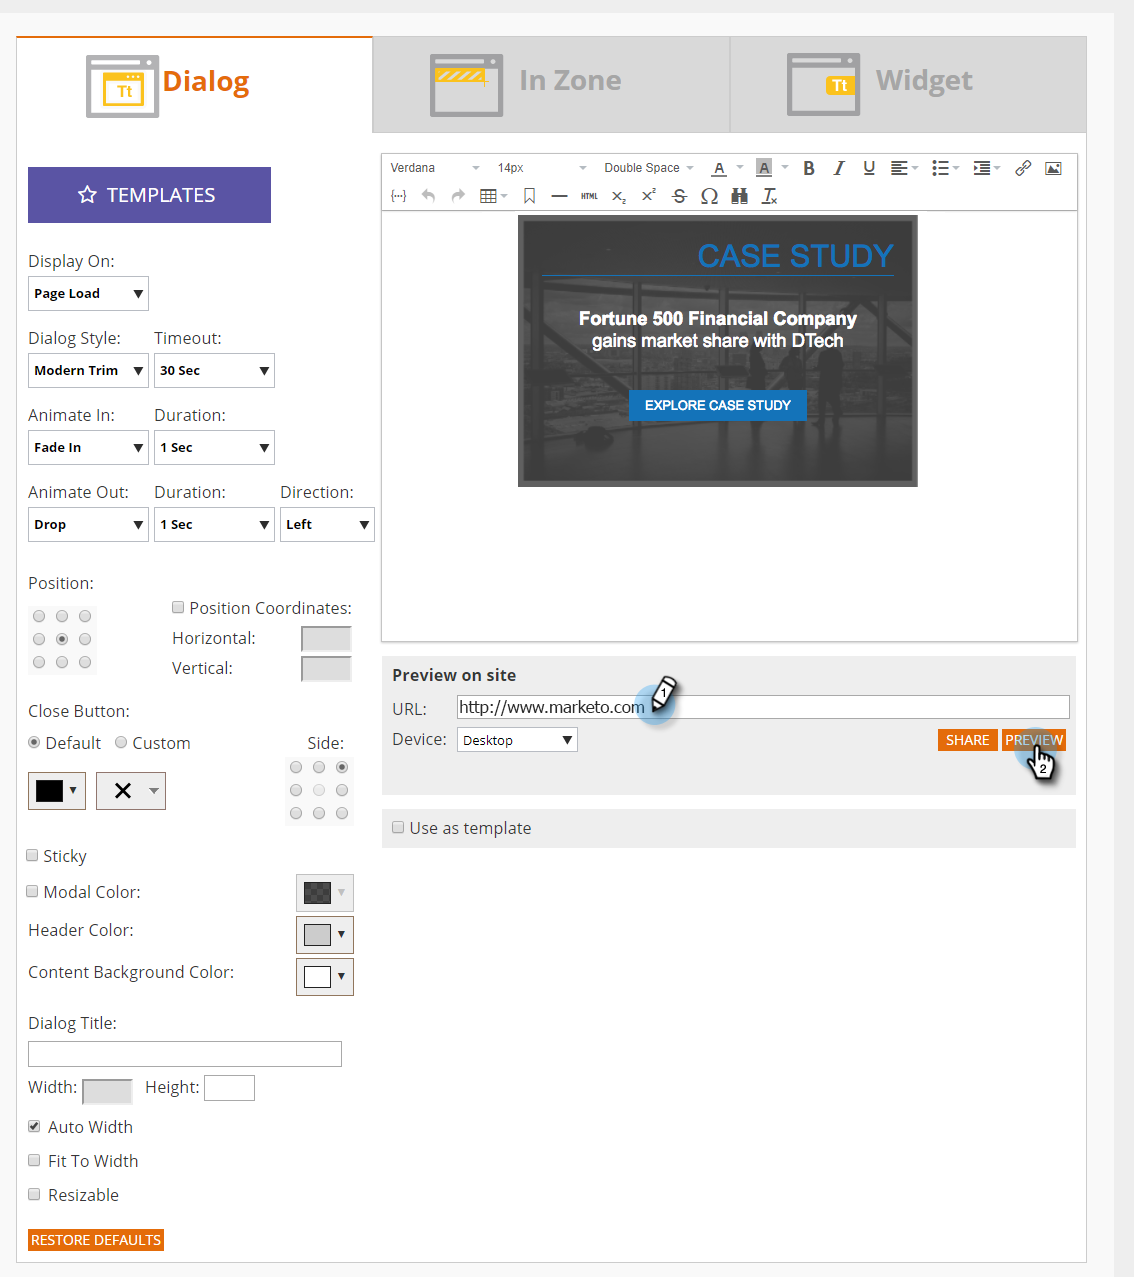 Tt Dialog
In Zone
Tt Widget
TEMPLATES
Verdana 14px Double Space A A B I U
HTML X₂ X² S Ω Tx
Display On:
Page Load
Dialog Style: Timeout:
Modern Trim 30 Sec
Animate In: Duration:
Fade In 1 Sec
Animate Out: Duration: Direction:
Drop 1 Sec Left
Position:
Position Coordinates:
Horizontal:
Vertical:
Close Button:
Default Custom Side:
Sticky
Modal Color:
Header Color:
Content Background Color:
Dialog Title:
Width: Height:
Auto Width
Fit To Width
Resizable
RESTORE DEFAULTS
CASE STUDY
Fortune 500 Financial Company
gains market share with DTech
EXPLORE CASE STUDY
Preview on site
URL: http://www.marketo.com 1
Device: Desktop SHARE PREVIEW
2
Use as template